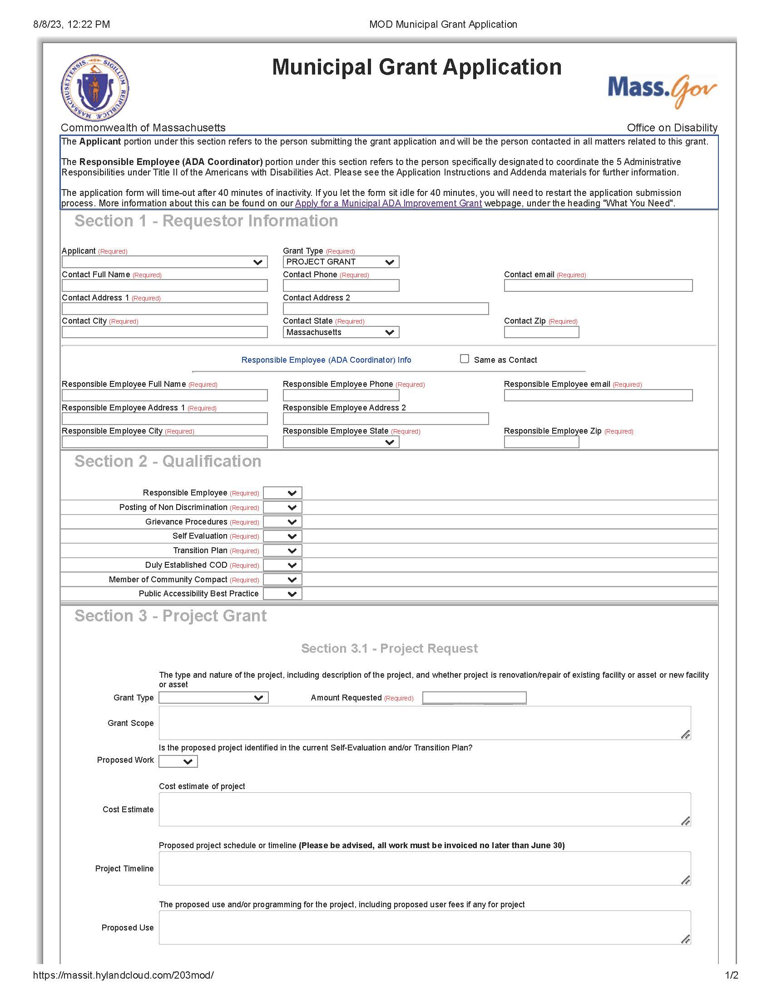 8/8/23, 12:22 PM
MOD Municipal Grant Application
MASSACHUSETTENSIS. SIGILLUM REIPUBLICÆ
Municipal Grant Application
Mass.Gov
Commonwealth of Massachusetts
Office on Disability
The Applicant portion under this section refers to the person submitting the grant application and will be the person contacted in all matters related to this grant.
The Responsible Employee (ADA Coordinator) portion under this section refers to the person specifically designated to coordinate the 5 Administrative
Responsibilities under Title II of the Americans with Disabilities Act. Please see the Application Instructions and Addenda materials for further information.
The application form will time-out after 40 minutes of inactivity. If you let the form sit idle for 40 minutes, you will need to restart the application submission
process. More information about this can be found on our Apply for a Municipal ADA Improvement Grant webpage, under the heading "What You Need".
Section 1 - Requestor Information
Applicant (Required) Grant Type (Required)
PROJECT GRANT
Contact Full Name (Required) Contact Phone (Required) Contact email (Required)
Contact Address 1 (Required) Contact Address 2
Contact City (Required) Contact State (Required) Contact Zip (Required)
Massachusetts
Responsible Employee (ADA Coordinator) Info Same as Contact
Responsible Employee Full Name (Required) Responsible Employee Phone (Required) Responsible Employee email (Required)
Responsible Employee Address 1 (Required) Responsible Employee Address 2
Responsible Employee City (Required) Responsible Employee State (Required) Responsible Employee Zip (Required)
Section 2 - Qualification
Responsible Employee (Required)
Posting of Non Discrimination (Required)
Grievance Procedures (Required)
Self Evaluation (Required)
Transition Plan (Required)
Duly Established COD (Required)
Member of Community Compact (Required)
Public Accessibility Best Practice
Section 3 - Project Grant
Section 3.1 - Project Request
The type and nature of the project, including description of the project, and whether project is renovation/repair of existing facility or asset or new facility
or asset
Grant Type Amount Requested (Required)
Grant Scope
Is the proposed project identified in the current Self-Evaluation and/or Transition Plan?
Proposed Work
Cost estimate of project
Cost Estimate
Proposed project schedule or timeline (Please be advised, all work must be invoiced no later than June 30)
Project Timeline
The proposed use and/or programming for the project, including proposed user fees if any for project
Proposed Use
https://massit.hylandcloud.com/203mod/
1/2